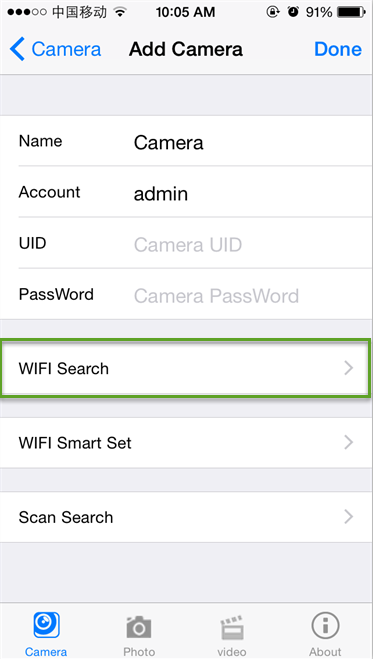 中国移动 10:05 AM 91%
Camera Add Camera Done
Name Camera
Account admin
UID Camera UID
PassWord Camera PassWord
WIFI Search
WIFI Smart Set
Scan Search
Camera Photo video About